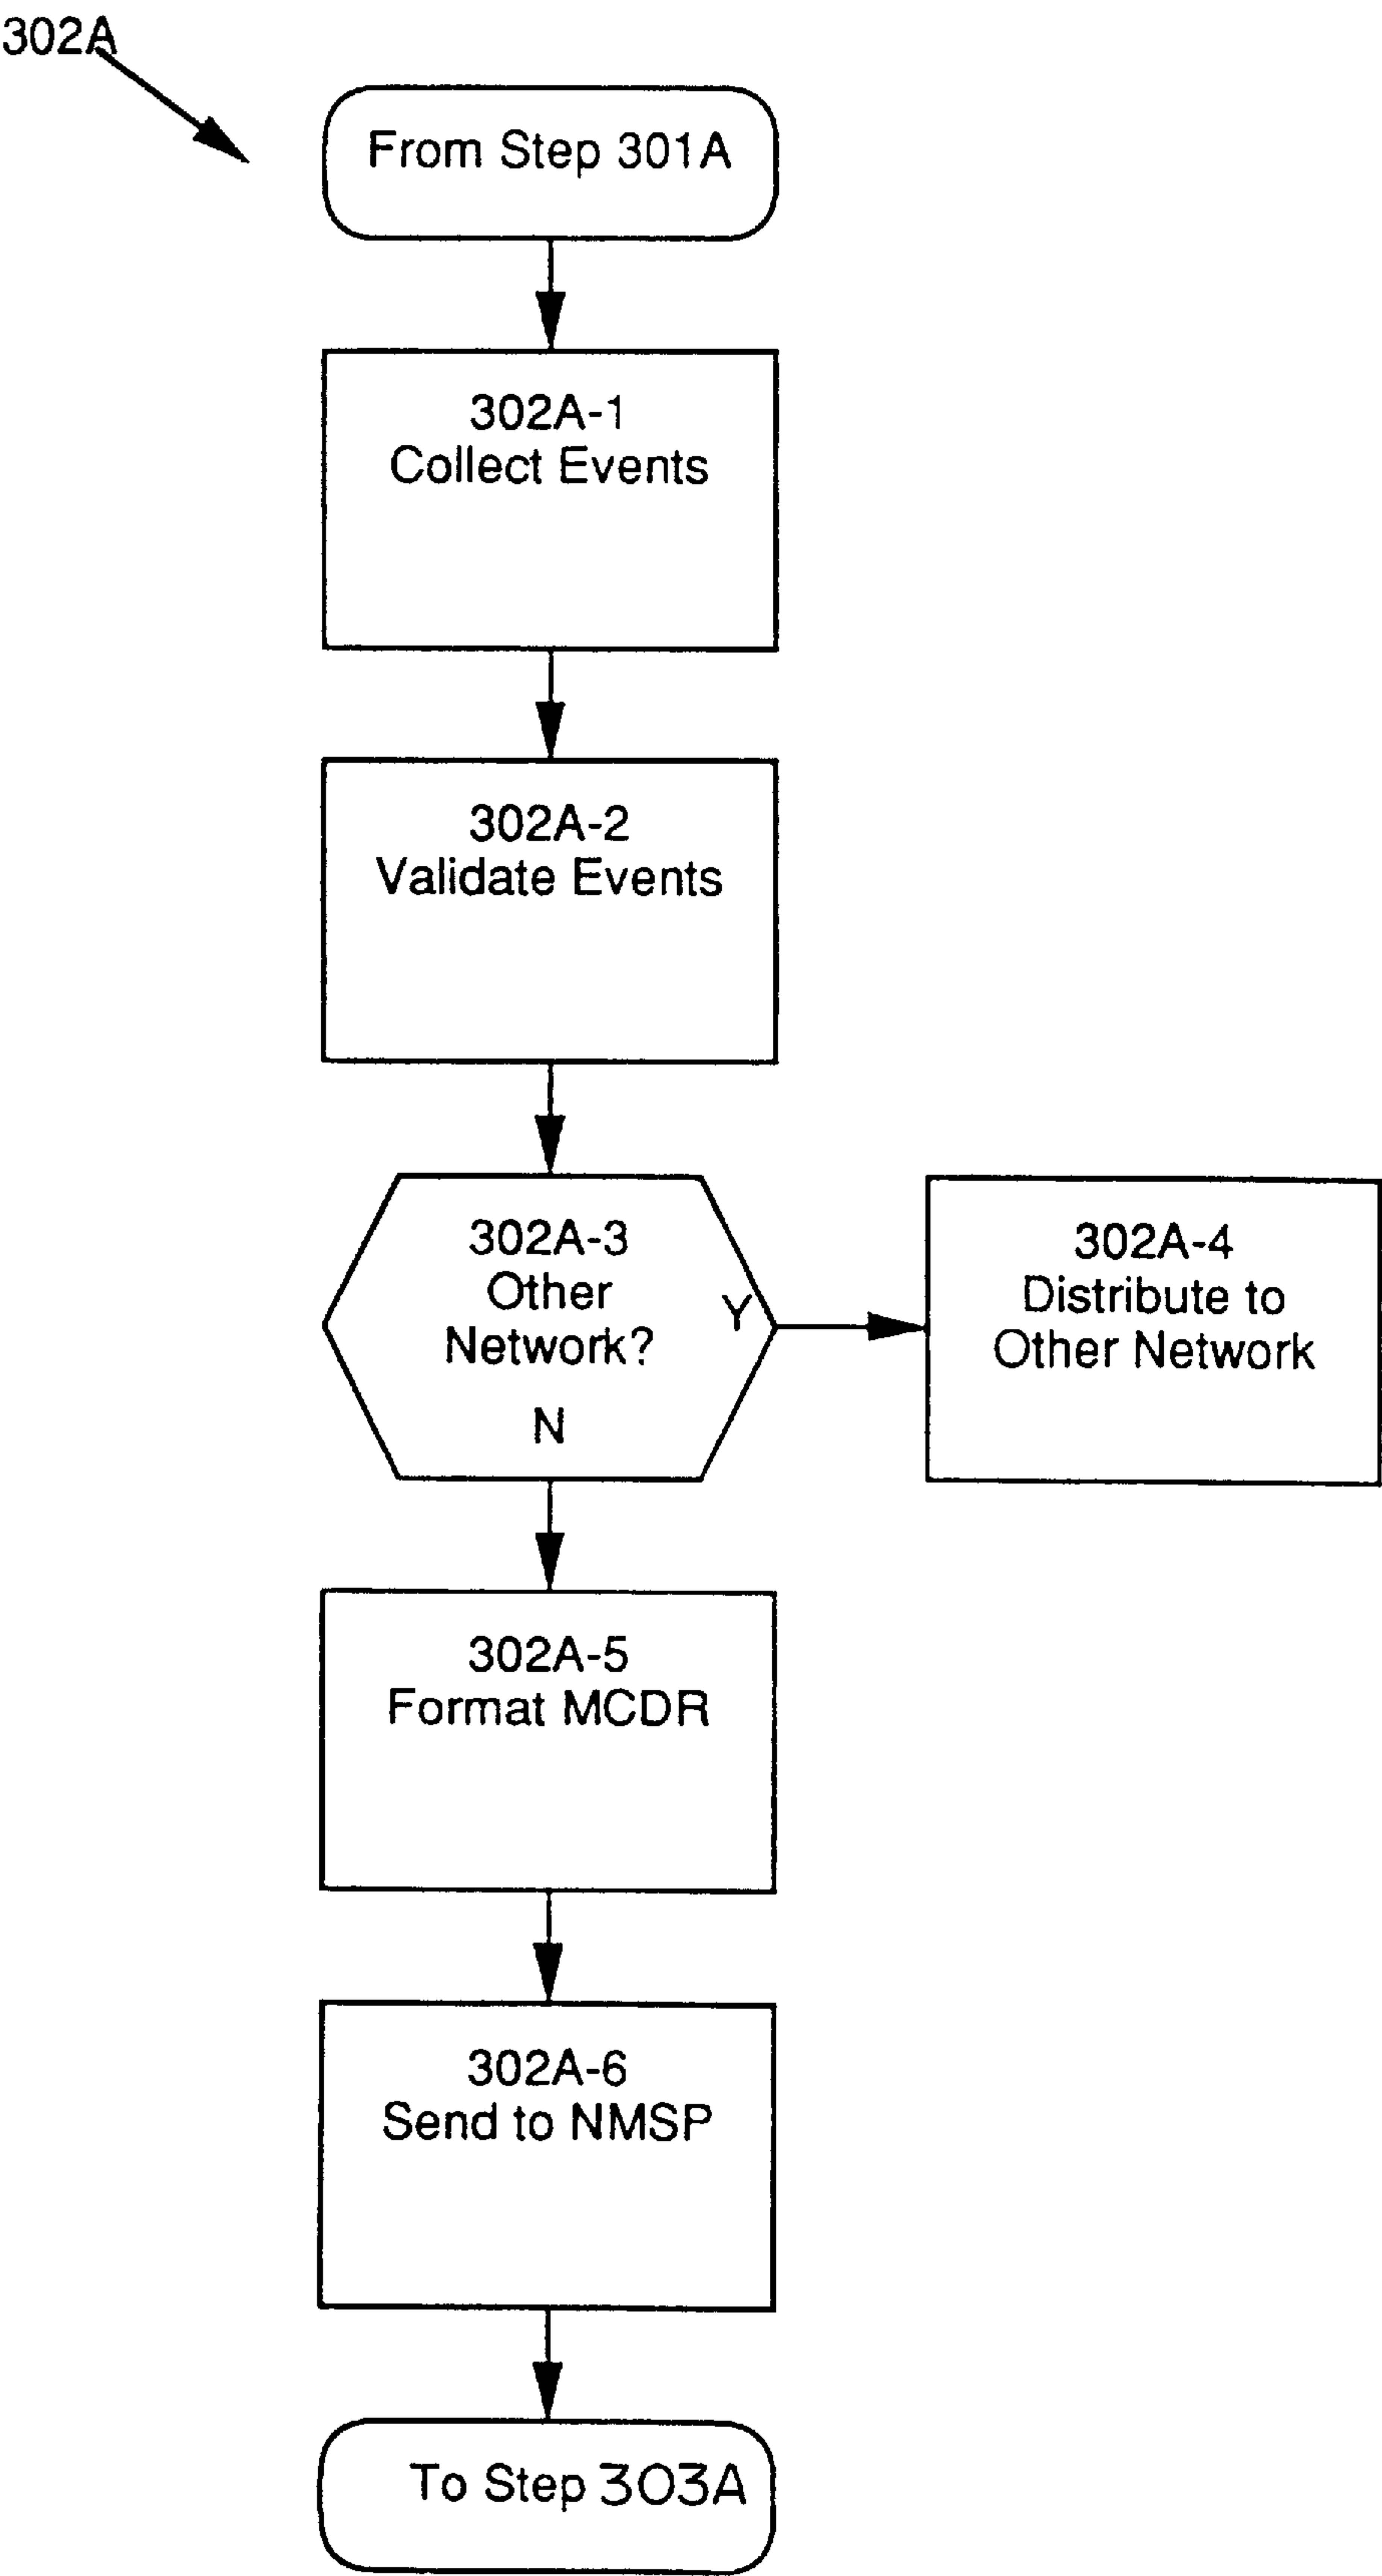 302A
From Step 301A
302A-1
Collect Events
302A-2
Validate Events
302A-3
Other
Network?
Y
N
302A-4
Distribute to
Other Network
302A-5
Format MCDR
302A-6
Send to NMSP
To Step 303A